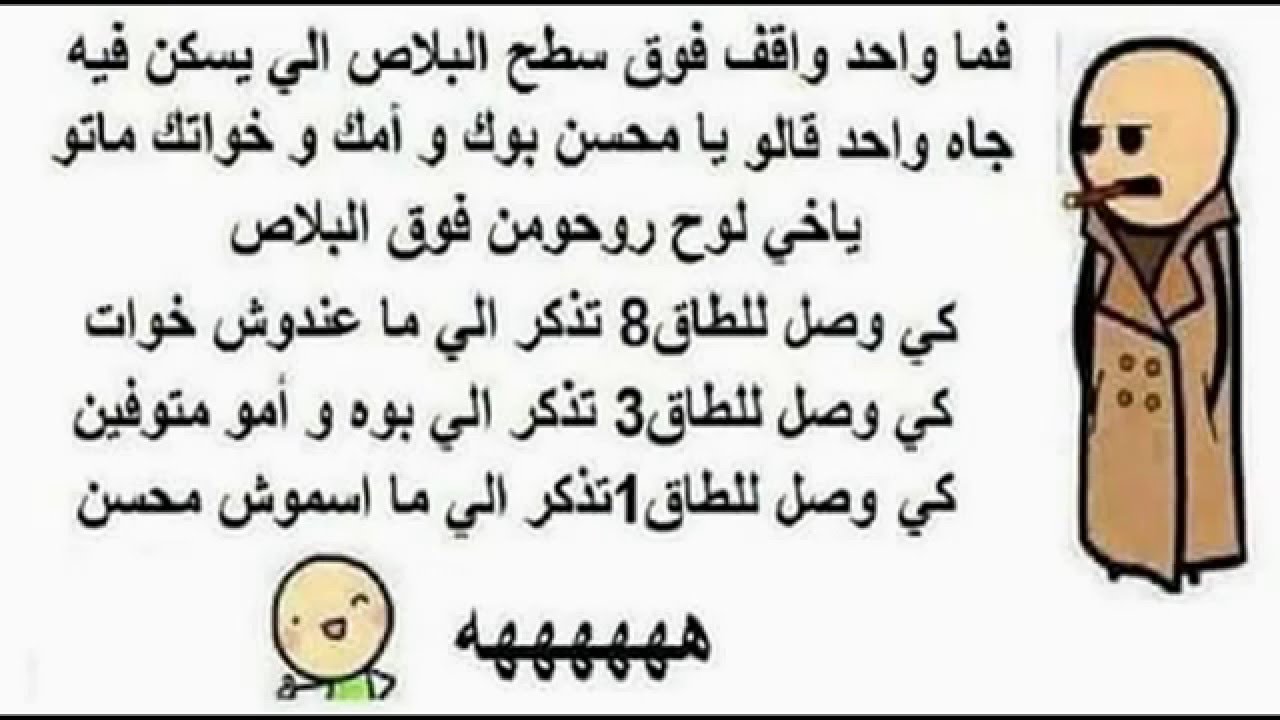 فما واحد واقف فوق سطح البلاص الي يسكن فيه
جاه واحد قالو يا محسن بوك و أمك و خواتك ماتو
ياخي لوح روحومن فوق البلاص
كي وصل للطاق8 تذكر الي ما عندوش خوات
كي وصل للطاق3 تذكر الي بوه و أمو متوفين
كي وصل للطاق1تذكر الي ما اسموش محسن
هههههههه